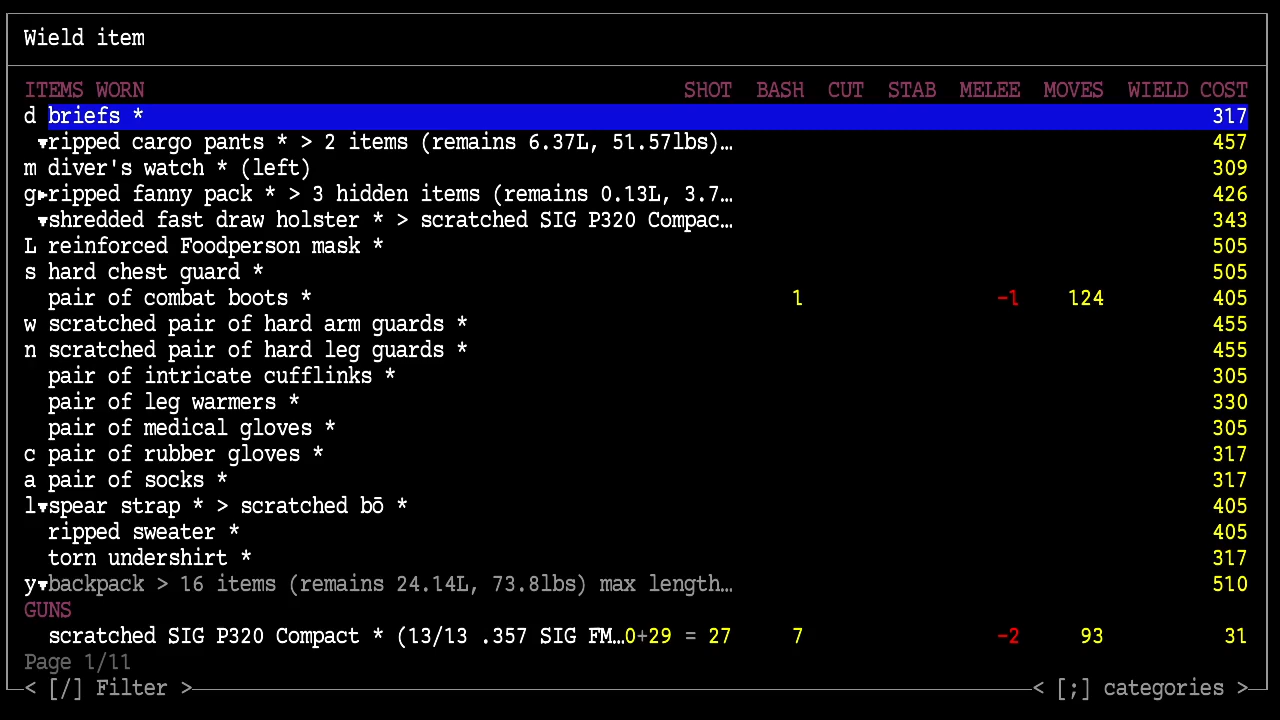 Wield item
ITEMS WORN SHOT BASH CUT STAB MELEE MOVES WIELD COST
d briefs * 317
▾ripped cargo pants * > 2 items (remains 6.37L, 51.57lbs)… 457
m diver's watch * (left) 309
g▸ripped fanny pack * > 3 hidden items (remains 0.13L, 3.7… 426
▾shredded fast draw holster * > scratched SIG P320 Compac… 343
L reinforced Foodperson mask * 505
s hard chest guard * 505
pair of combat boots * 1 -1 124 405
w scratched pair of hard arm guards * 455
n scratched pair of hard leg guards * 455
pair of intricate cufflinks * 305
pair of leg warmers * 330
pair of medical gloves * 305
c pair of rubber gloves * 317
a pair of socks * 317
l▾spear strap * > scratched bō * 405
ripped sweater * 405
torn undershirt * 317
y▾backpack > 16 items (remains 24.14L, 73.8lbs) max length… 510
GUNS
scratched SIG P320 Compact * (13/13 .357 SIG FM…0+29 = 27 7 -2 93 31
Page 1/11
< [/] Filter > < [;] categories >